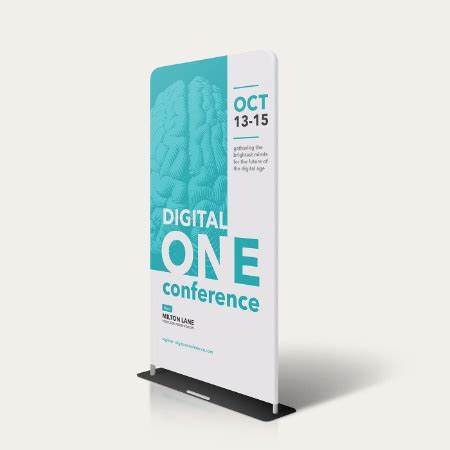 OCT
13-15
gathering the
brightest minds
for the future of
the digital age
DIGITAL
ONE
conference
MILTON LANE